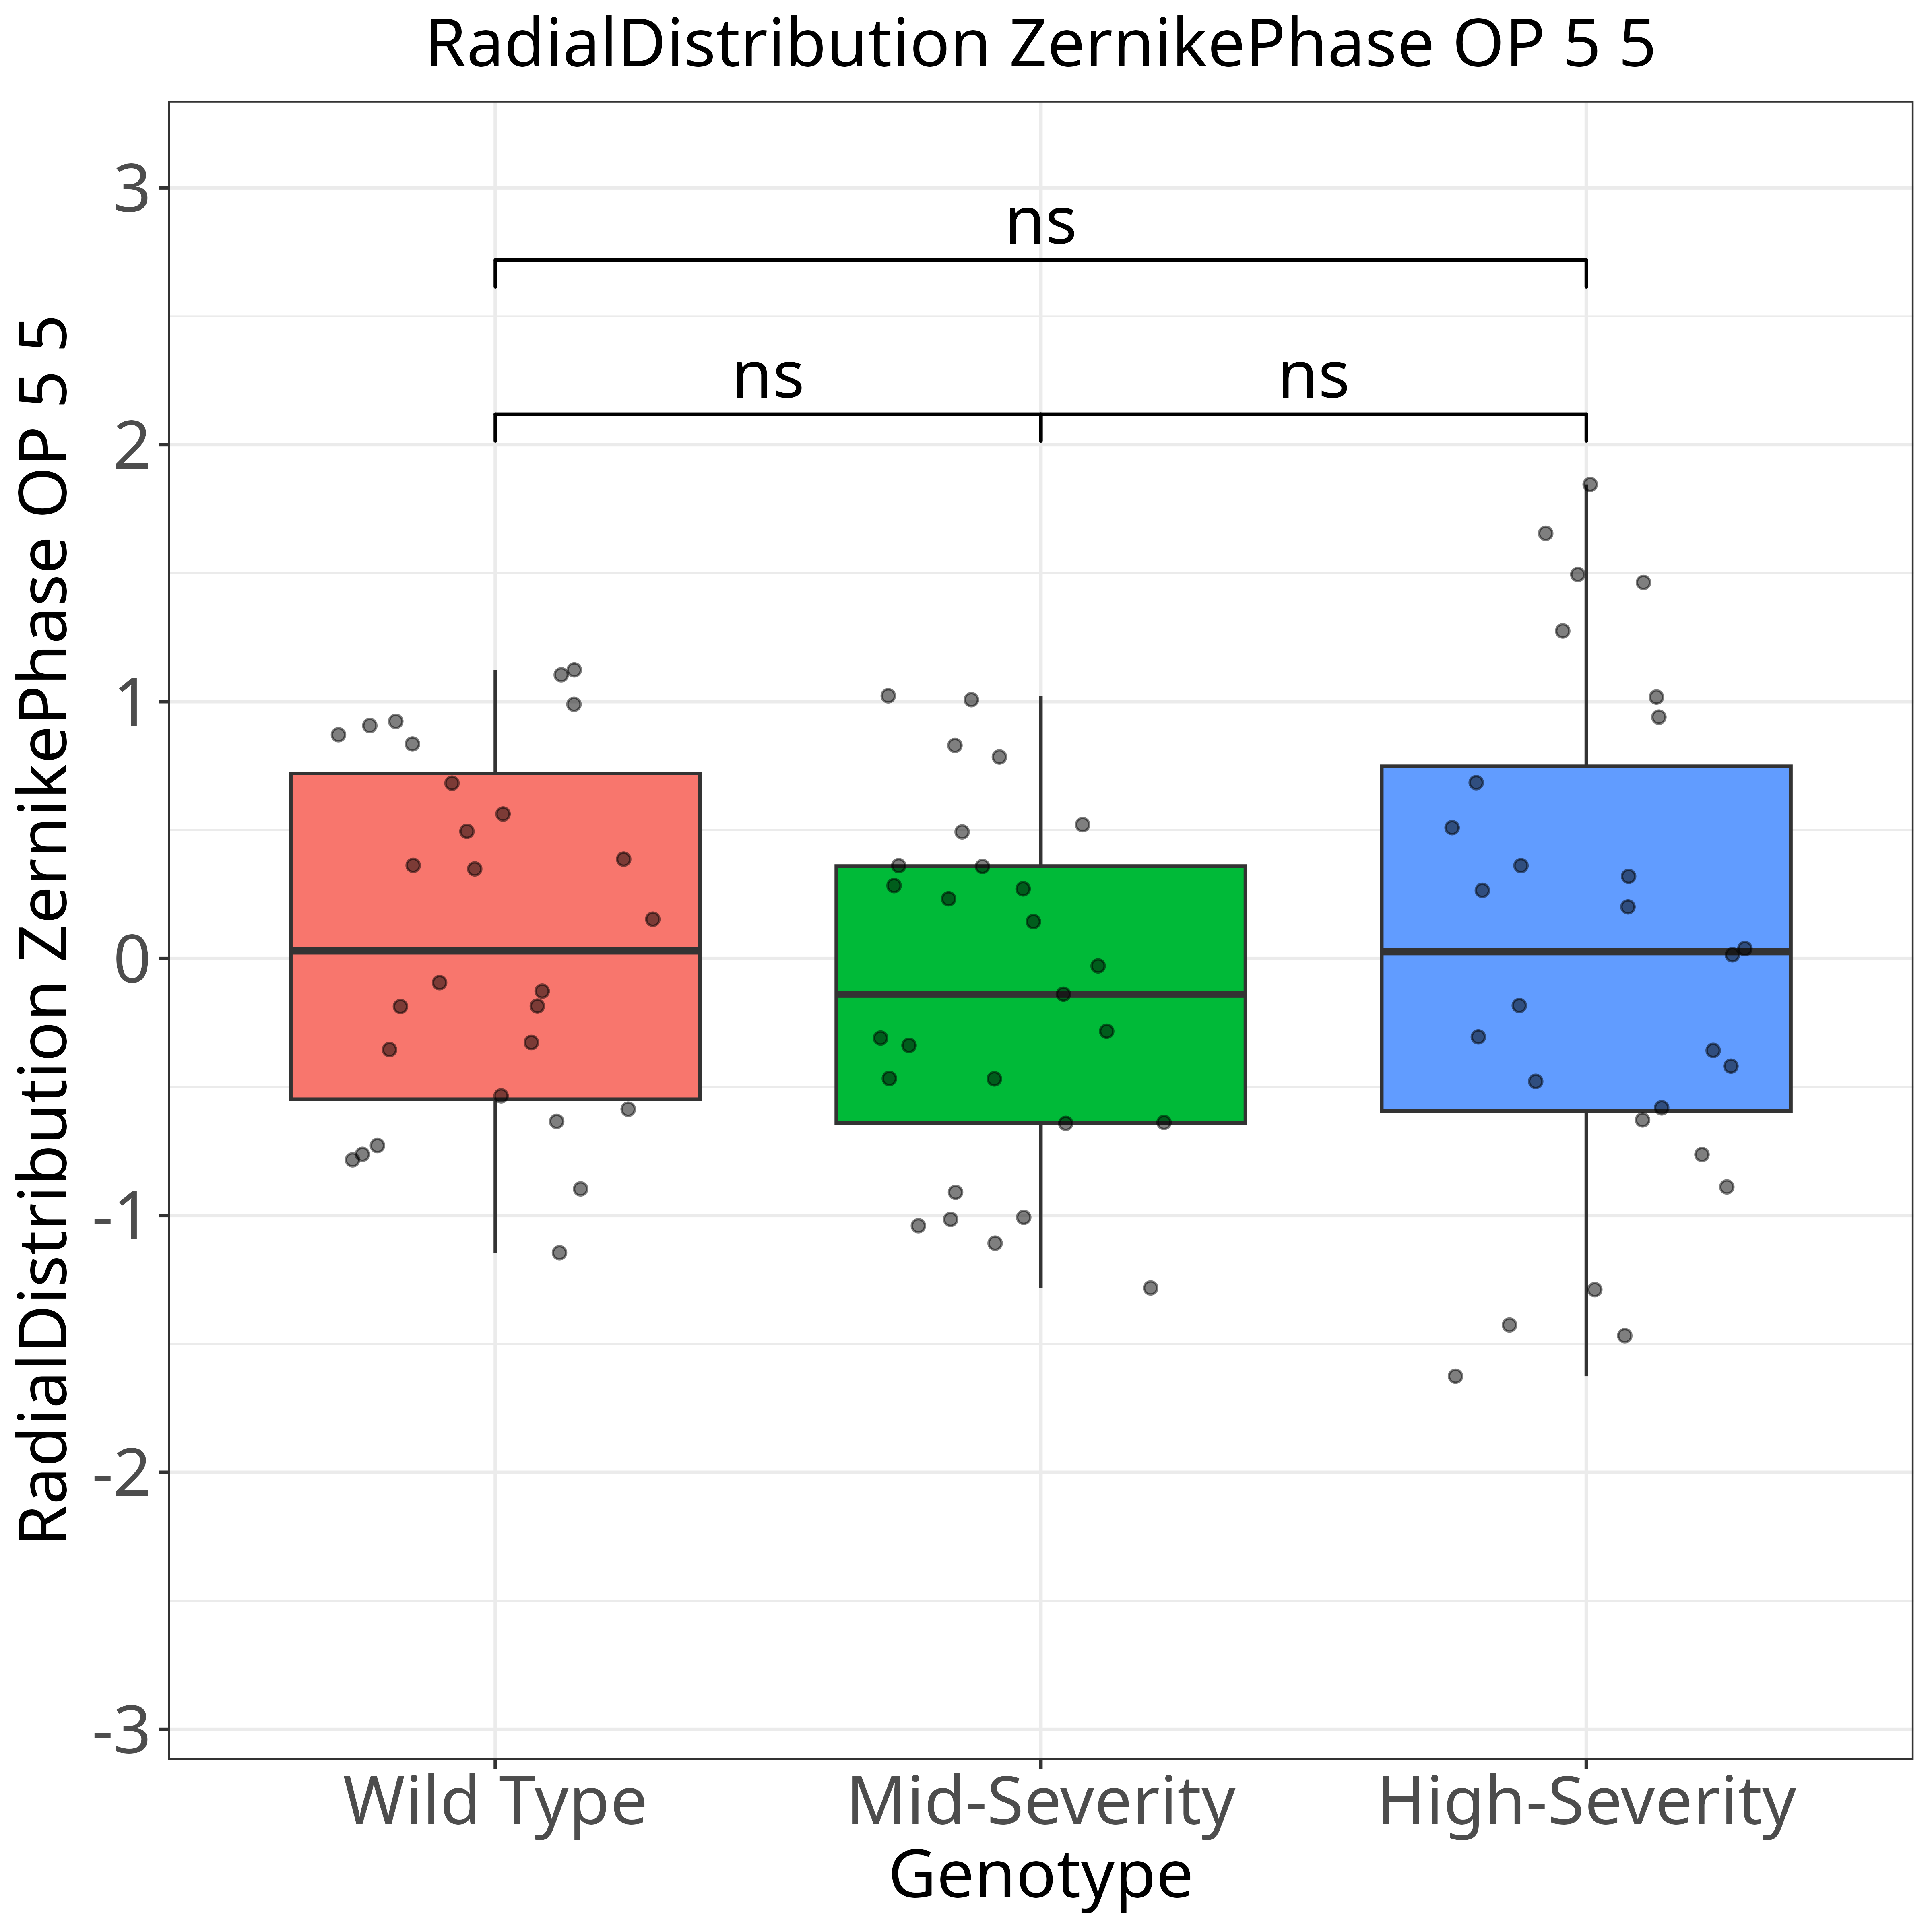 RadialDistribution ZernikePhase OP 5 5
RadialDistribution ZernikePhase OP 5 5
3
2
1
0
-1
-2
-3
ns
ns
ns
Wild Type
Mid-Severity
High-Severity
Genotype